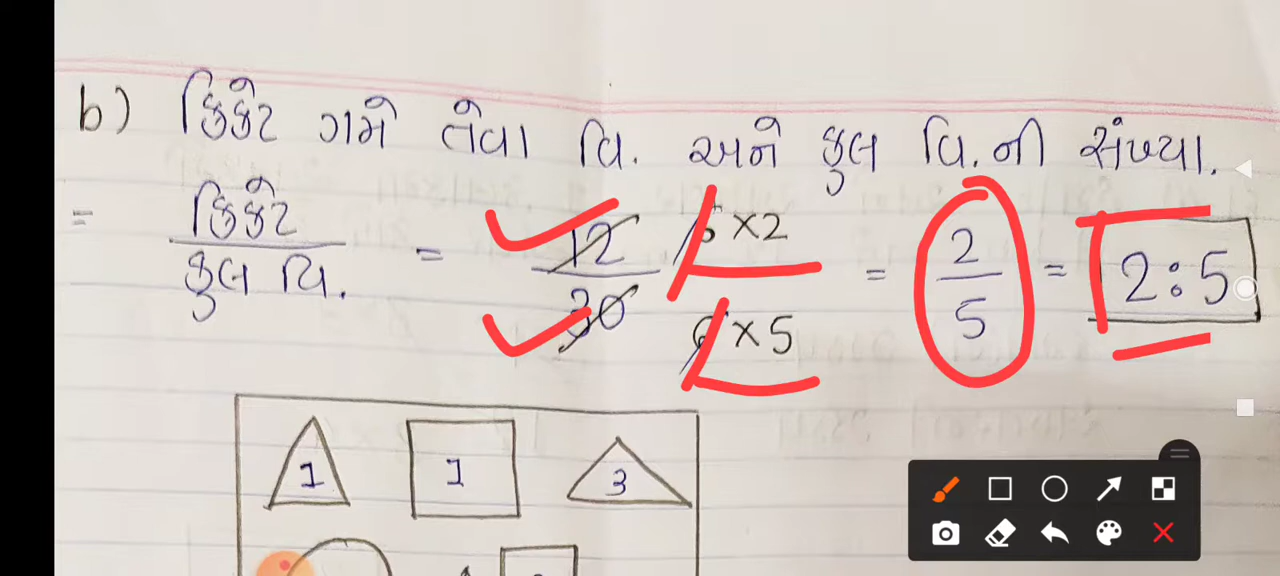 b) ક્રિકેટ ગમે તેવા વિ. અને કુલ વિ. ની સંખ્યા.
= ક્રિકેટ / કુલ વિ. = 12 / 30 6 × 2 / 6 × 5 = 2 / 5 = 2 : 5
1 1 3